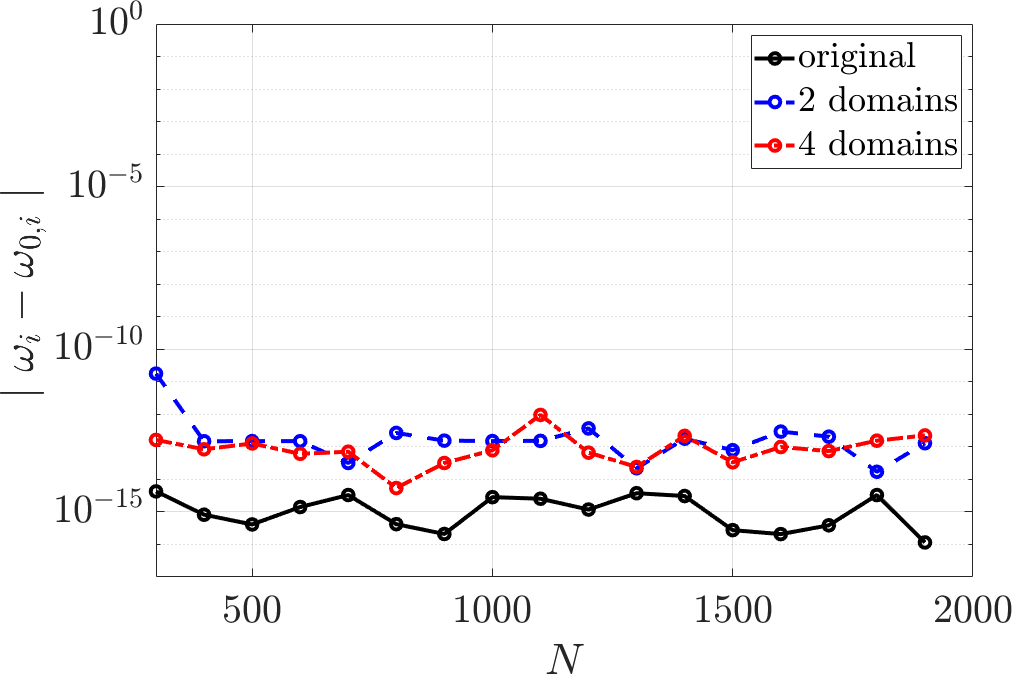 10^0
10^{-5}
10^{-10}
10^{-15}
| ω_i − ω_{0,i} |
original
2 domains
4 domains
500
1000
1500
2000
N